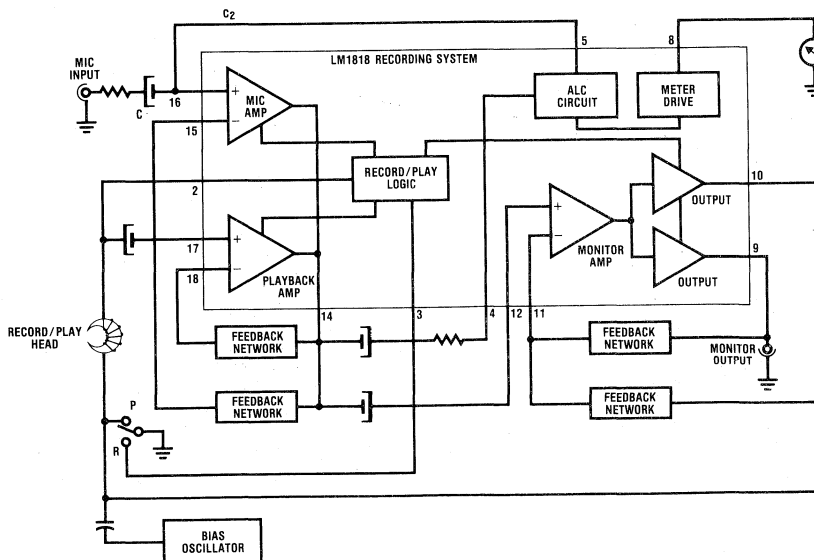 C2
5
8
LM1818 RECORDING SYSTEM
MIC
INPUT
C
16
+
−
MIC
AMP
15
ALC
CIRCUIT
METER
DRIVE
2
RECORD/PLAY
LOGIC
10
OUTPUT
+
−
MONITOR
AMP
17
+
−
18
PLAYBACK
AMP
9
OUTPUT
14
3
4
12
11
RECORD/PLAY
HEAD
FEEDBACK
NETWORK
FEEDBACK
NETWORK
MONITOR
OUTPUT
FEEDBACK
NETWORK
FEEDBACK
NETWORK
P
R
BIAS
OSCILLATOR